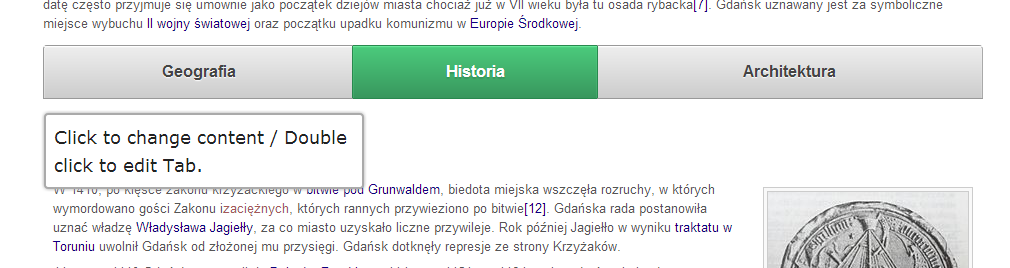 datę często przyjmuje się umownie jako początek dziejów miasta chociaż już w VII wieku była tu osada rybacka[7]. Gdańsk uznawany jest za symboliczne
miejsce wybuchu II wojny światowej oraz początku upadku komunizmu w Europie Środkowej.
Geografia Historia Architektura
Click to change content / Double
click to edit Tab.
W 1410, po klęsce zakonu krzyżackiego w bitwie pod Grunwaldem, biedota miejska wszczęła rozruchy, w których
wymordowano gości Zakonu izaciężnych, których rannych przywieziono po bitwie[12]. Gdańska rada postanowiła
uznać władzę Władysława Jagiełły, za co miasto uzyskało liczne przywileje. Rok później Jagiełło w wyniku traktatu w
Toruniu uwolnił Gdańsk od złożonej mu przysięgi. Gdańsk dotknęły represje ze strony Krzyżaków.